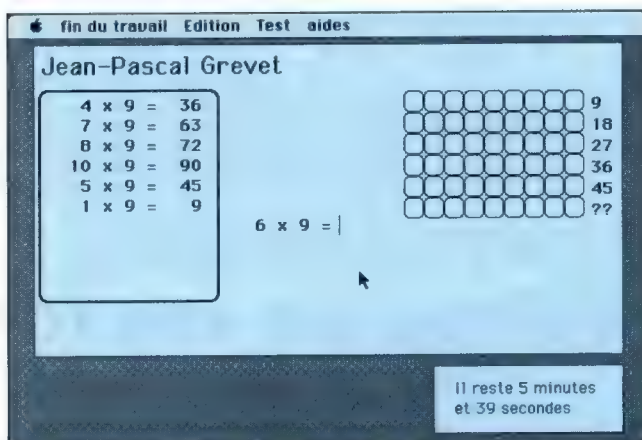 fin du travail Edition Test aides
Jean-Pascal Grevet
4 x 9 = 36
7 x 9 = 63
8 x 9 = 72
10 x 9 = 90
5 x 9 = 45
1 x 9 = 9
6 x 9 =
9
18
27
36
45
??
Il reste 5 minutes
et 39 secondes